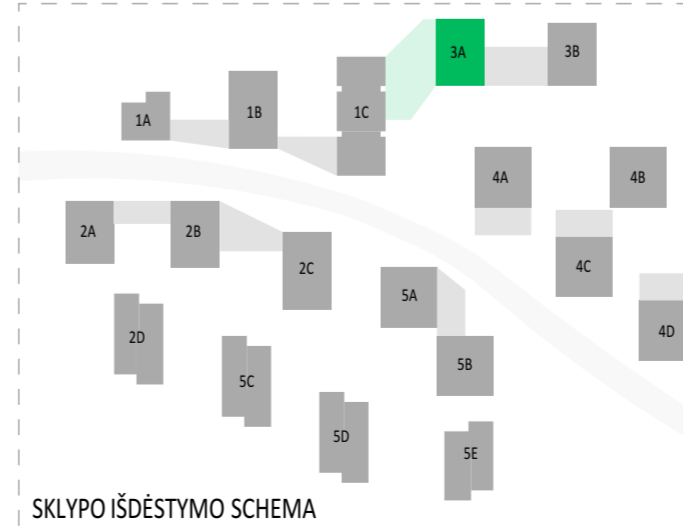 3A
3B
1A
1B
1C
4A
4B
2A
2B
2C
4C
5A
4D
2D
5B
5C
5D
5E
SKLYPO IŠDĖSTYMO SCHEMA